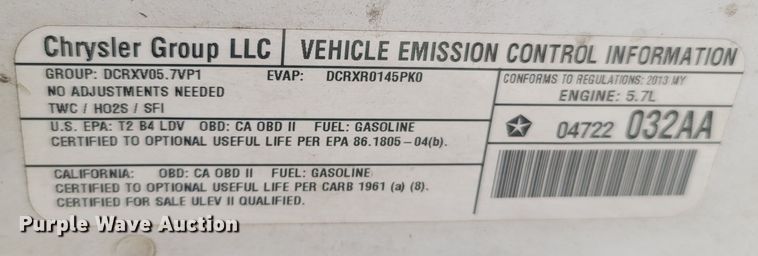 Chrysler Group LLC
VEHICLE EMISSION CONTROL INFORMATION
GROUP: DCRXV05.7VP1 EVAP: DCRXR0145PK0
NO ADJUSTMENTS NEEDED
TWC / HO2S / SFI
CONFORMS TO REGULATIONS: 2013 MY
ENGINE: 5.7L
U.S. EPA: T2 B4 LDV OBD: CA OBD II FUEL: GASOLINE
CERTIFIED TO OPTIONAL USEFUL LIFE PER EPA 86.1805-04(b).
04722 032AA
CALIFORNIA: OBD: CA OBD II FUEL: GASOLINE
CERTIFIED TO OPTIONAL USEFUL LIFE PER CARB 1961 (a) (8).
CERTIFIED FOR SALE ULEV II QUALIFIED.
Purple Wave Auction